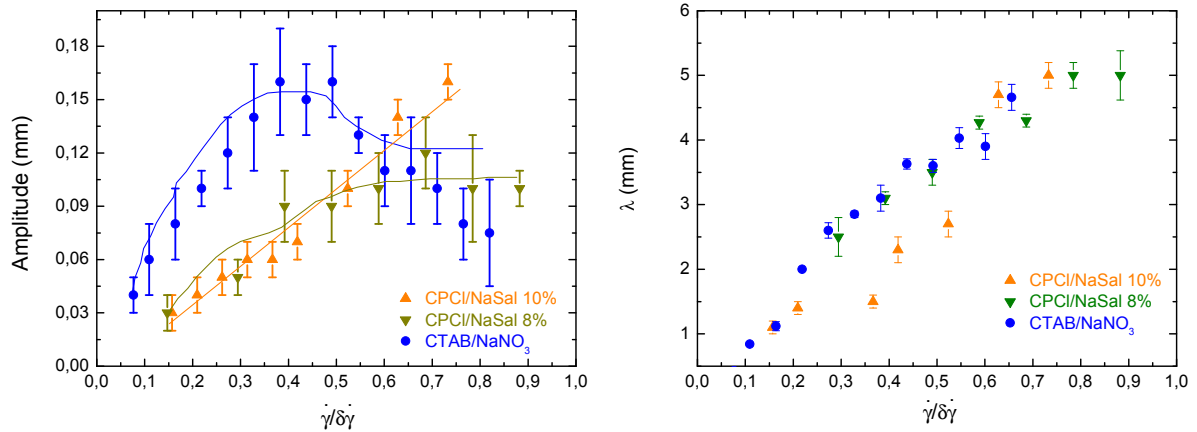 Amplitude (mm)
0,18
0,15
0,12
0,09
0,06
0,03
0,00
0,0 0,1 0,2 0,3 0,4 0,5 0,6 0,7 0,8 0,9 1,0
γ̇/δγ̇
CPCl/NaSal 10%
CPCl/NaSal 8%
CTAB/NaNO₃
λ (mm)
6
5
4
3
2
1
0,0 0,1 0,2 0,3 0,4 0,5 0,6 0,7 0,8 0,9 1,0
γ̇/δγ̇
CPCl/NaSal 10%
CPCl/NaSal 8%
CTAB/NaNO₃